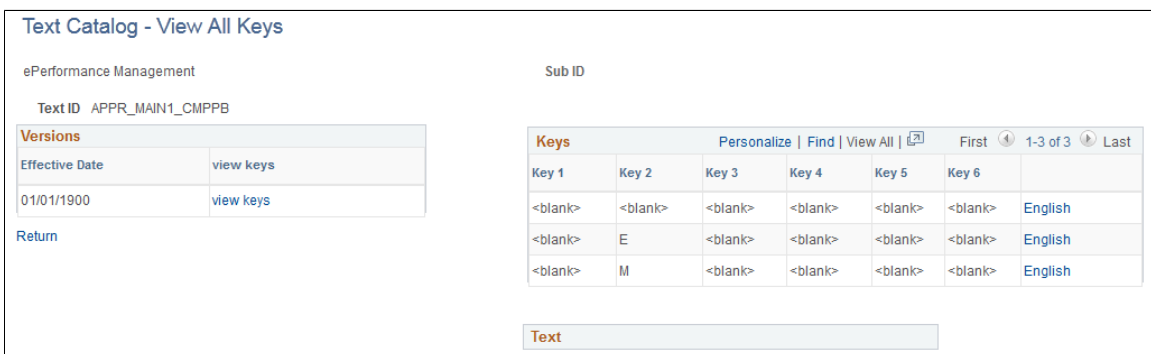 Text Catalog - View All Keys
ePerformance Management
Sub ID
Text ID APPR_MAIN1_CMPPB
Versions
Effective Date view keys
01/01/1900 view keys
Return
Keys Personalize | Find | View All | First 1-3 of 3 Last
Key 1 Key 2 Key 3 Key 4 Key 5 Key 6
<blank> <blank> <blank> <blank> <blank> <blank> English
<blank> E <blank> <blank> <blank> <blank> English
<blank> M <blank> <blank> <blank> <blank> English
Text